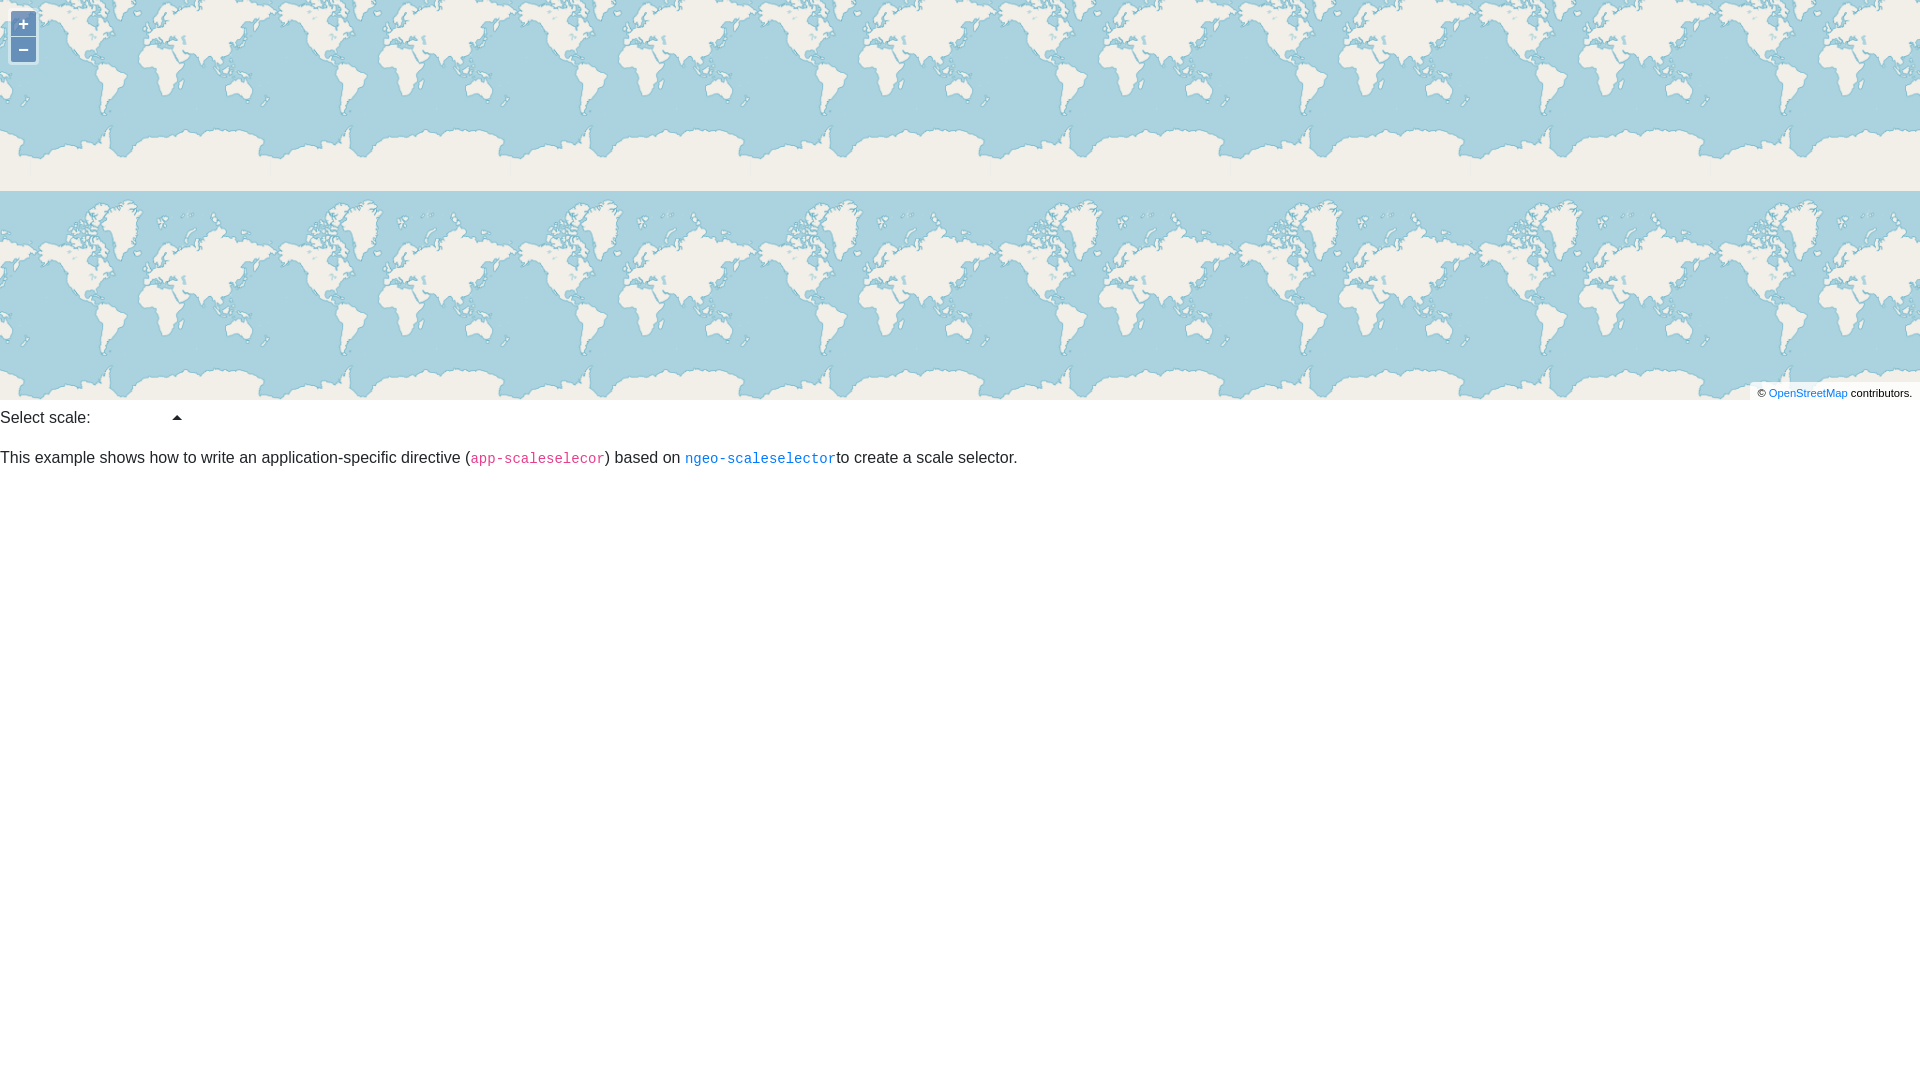 +
−
© OpenStreetMap contributors.
Select scale:
This example shows how to write an application-specific directive (app-scaleselecor) based on ngeo-scaleselectorto create a scale selector.